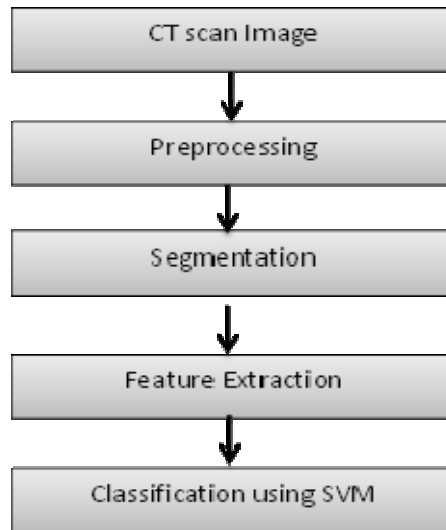 CT scan Image
Preprocessing
Segmentation
Feature Extraction
Classification using SVM